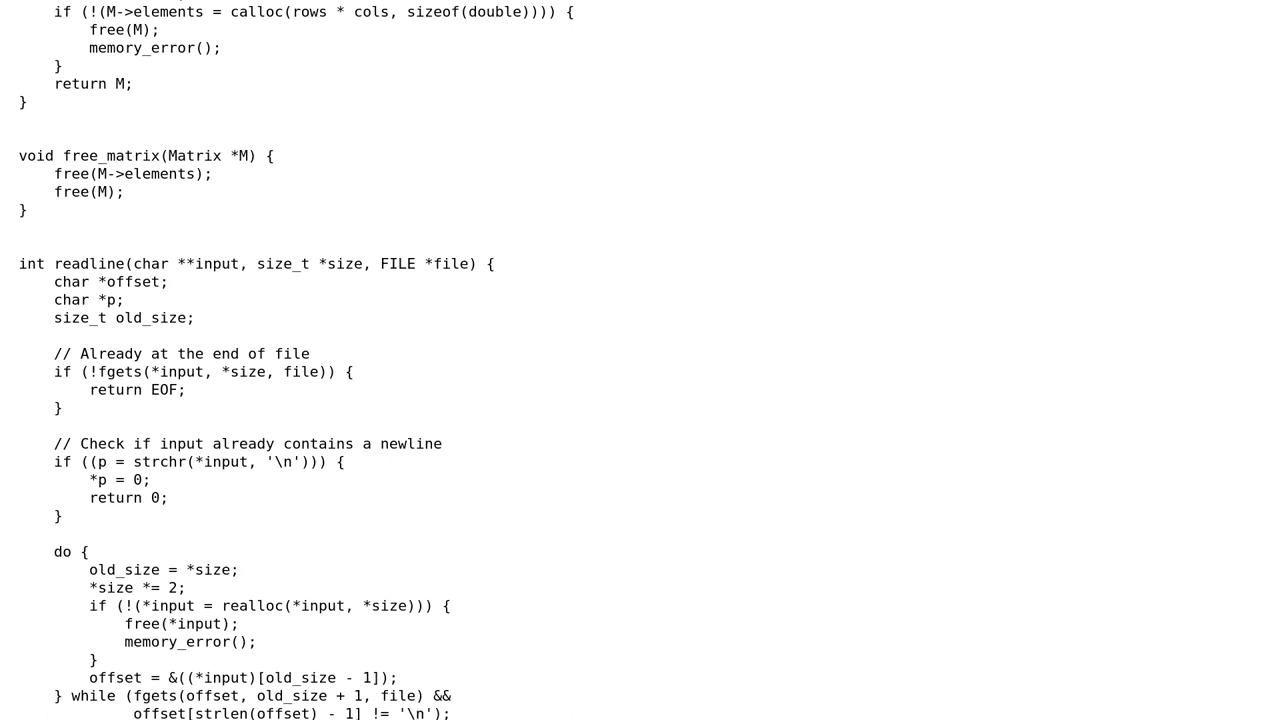 if (!(M->elements = calloc(rows * cols, sizeof(double)))) {
        free(M);
        memory_error();
    }
    return M;
}


void free_matrix(Matrix *M) {
    free(M->elements);
    free(M);
}


int readline(char **input, size_t *size, FILE *file) {
    char *offset;
    char *p;
    size_t old_size;

    // Already at the end of file
    if (!fgets(*input, *size, file)) {
        return EOF;
    }

    // Check if input already contains a newline
    if ((p = strchr(*input, '\n'))) {
        *p = 0;
        return 0;
    }

    do {
        old_size = *size;
        *size *= 2;
        if (!(*input = realloc(*input, *size))) {
            free(*input);
            memory_error();
        }
        offset = &((*input)[old_size - 1]);
    } while (fgets(offset, old_size + 1, file) &&
             offset[strlen(offset) - 1] != '\n');